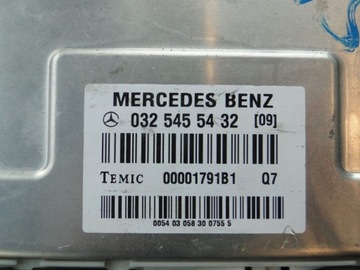 MERCEDES BENZ
032 545 54 32 [09]
TEMIC 00001791B1 Q7
0054 03 058 30 0755 5